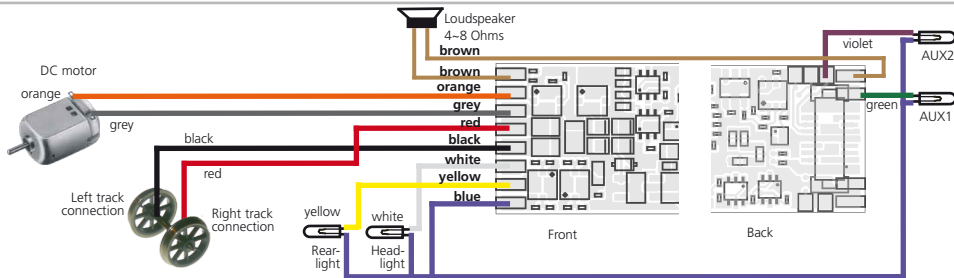 Loudspeaker
4~8 Ohms
brown
violet
AUX2
DC motor
brown
orange
orange
grey
green
AUX1
grey
red
black
black
white
red
yellow
Left track
connection
blue
Right track
connection
yellow
white
Front
Back
Rear-
light
Head-
light